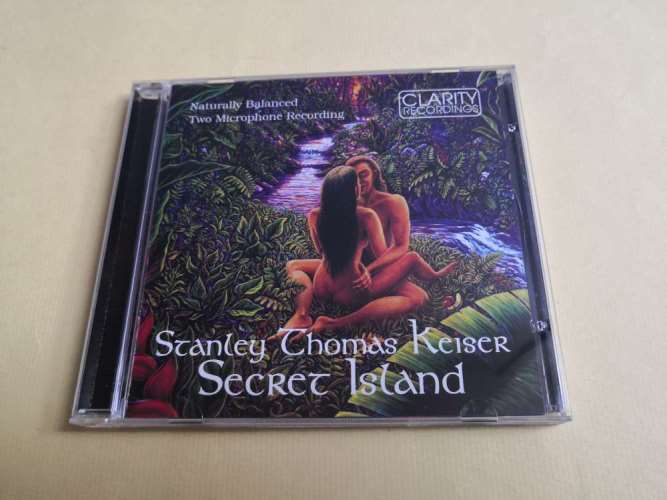 Naturally Balanced
Two Microphone Recording
CLARITY
RECORDINGS
Stanley Thomas Keiser
Secret Island